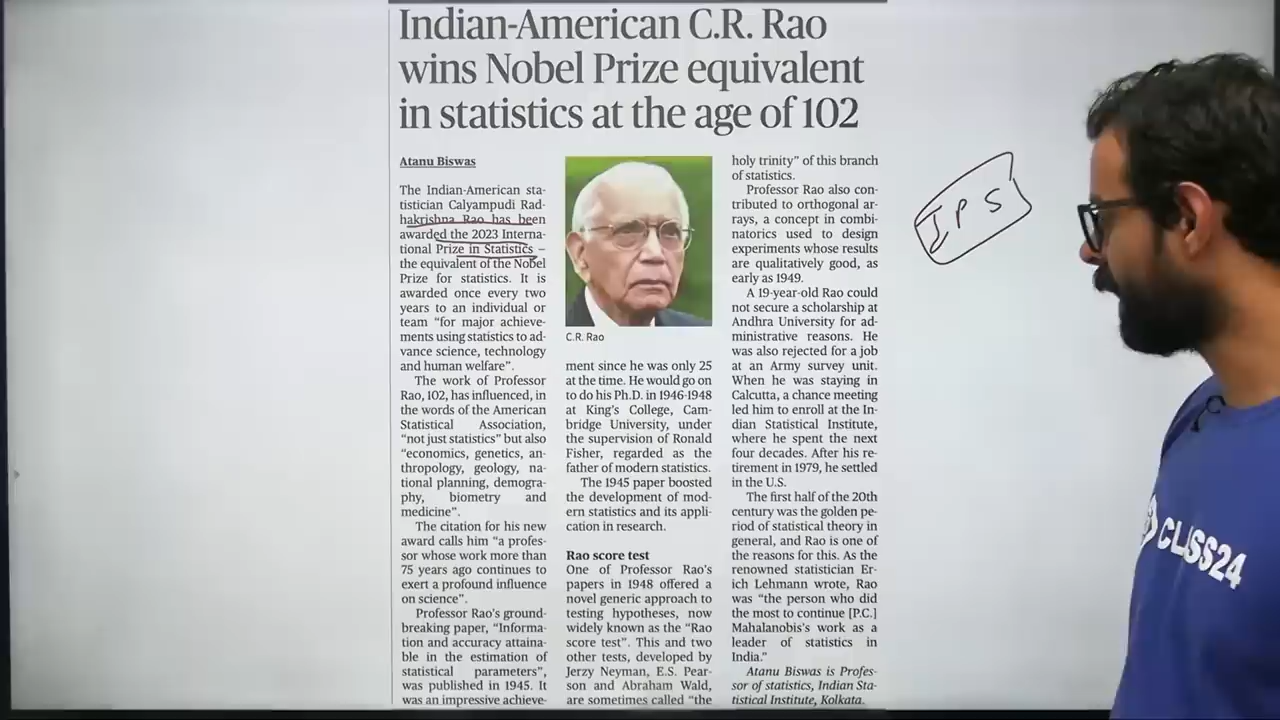 Indian-American C.R. Rao
wins Nobel Prize equivalent
in statistics at the age of 102
Atanu Biswas
The Indian-American sta-
tistician Calyampudi Rad-
hakrishna Rao has been
awarded the 2023 Interna-
tional Prize in Statistics –
the equivalent of the Nobel
Prize for statistics. It is
awarded once every two
years to an individual or
team “for major achieve-
ments using statistics to ad-
vance science, technology
and human welfare”.
The work of Professor
Rao, 102, has influenced, in
the words of the American
Statistical Association,
“not just statistics” but also
“economics, genetics, an-
thropology, geology, na-
tional planning, demogra-
phy, biometry and
medicine”.
The citation for his new
award calls him “a profes-
sor whose work more than
75 years ago continues to
exert a profound influence
on science”.
Professor Rao’s ground-
breaking paper, “Informa-
tion and accuracy attaina-
ble in the estimation of
statistical parameters”,
was published in 1945. It
was an impressive achieve-
C.R. Rao
ment since he was only 25
at the time. He would go on
to do his Ph.D. in 1946-1948
at King’s College, Cam-
bridge University, under
the supervision of Ronald
Fisher, regarded as the
father of modern statistics.
The 1945 paper boosted
the development of mod-
ern statistics and its appli-
cation in research.
Rao score test
One of Professor Rao’s
papers in 1948 offered a
novel generic approach to
testing hypotheses, now
widely known as the “Rao
score test”. This and two
other tests, developed by
Jerzy Neyman, E.S. Pear-
son and Abraham Wald,
are sometimes called “the
holy trinity” of this branch
of statistics.
Professor Rao also con-
tributed to orthogonal ar-
rays, a concept in combi-
natorics used to design
experiments whose results
are qualitatively good, as
early as 1949.
A 19-year-old Rao could
not secure a scholarship at
Andhra University for ad-
ministrative reasons. He
was also rejected for a job
at an Army survey unit.
When he was staying in
Calcutta, a chance meeting
led him to enroll at the In-
dian Statistical Institute,
where he spent the next
four decades. After his re-
tirement in 1979, he settled
in the U.S.
The first half of the 20th
century was the golden pe-
riod of statistical theory in
general, and Rao is one of
the reasons for this. As the
renowned statistician Er-
ich Lehmann wrote, Rao
was “the person who did
the most to continue [P.C.]
Mahalanobis’s work as a
leader of statistics in
India.”
Atanu Biswas is Profes-
sor of statistics, Indian Sta-
tistical Institute, Kolkata.
IPS
CLASS24